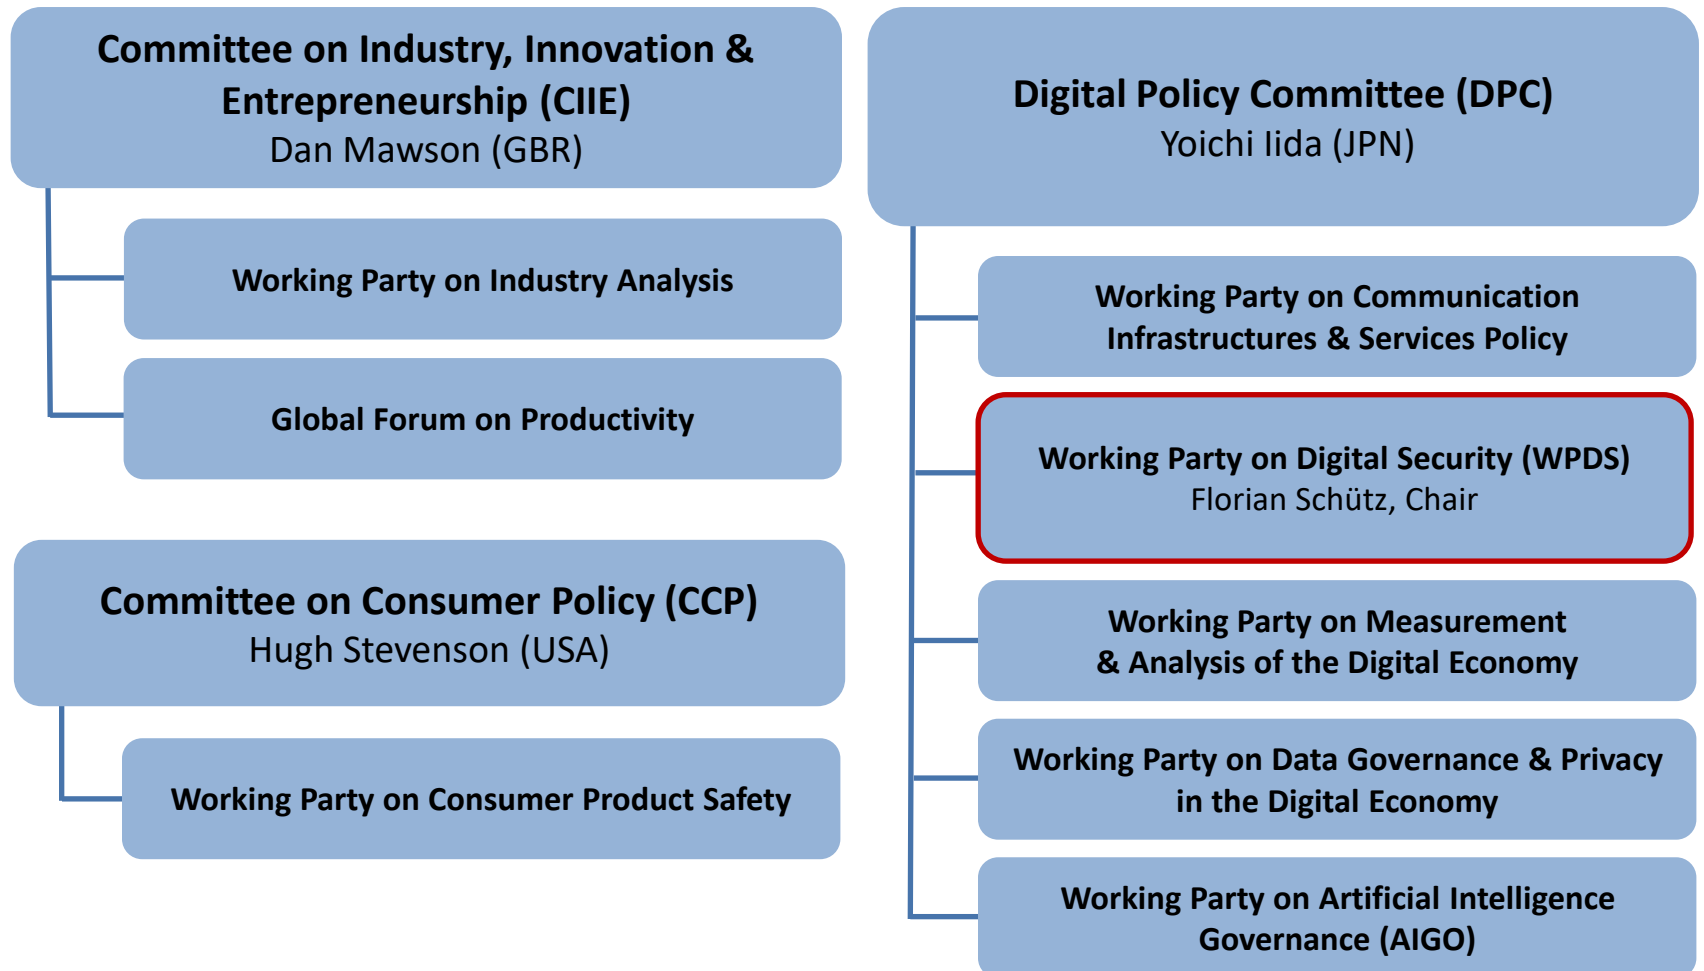 Committee on Industry, Innovation &
Entrepreneurship (CIIE)
Dan Mawson (GBR)
Working Party on Industry Analysis
Global Forum on Productivity
Committee on Consumer Policy (CCP)
Hugh Stevenson (USA)
Working Party on Consumer Product Safety
Digital Policy Committee (DPC)
Yoichi Iida (JPN)
Working Party on Communication
Infrastructures & Services Policy
Working Party on Digital Security (WPDS)
Florian Schütz, Chair
Working Party on Measurement
& Analysis of the Digital Economy
Working Party on Data Governance & Privacy
in the Digital Economy
Working Party on Artificial Intelligence
Governance (AIGO)